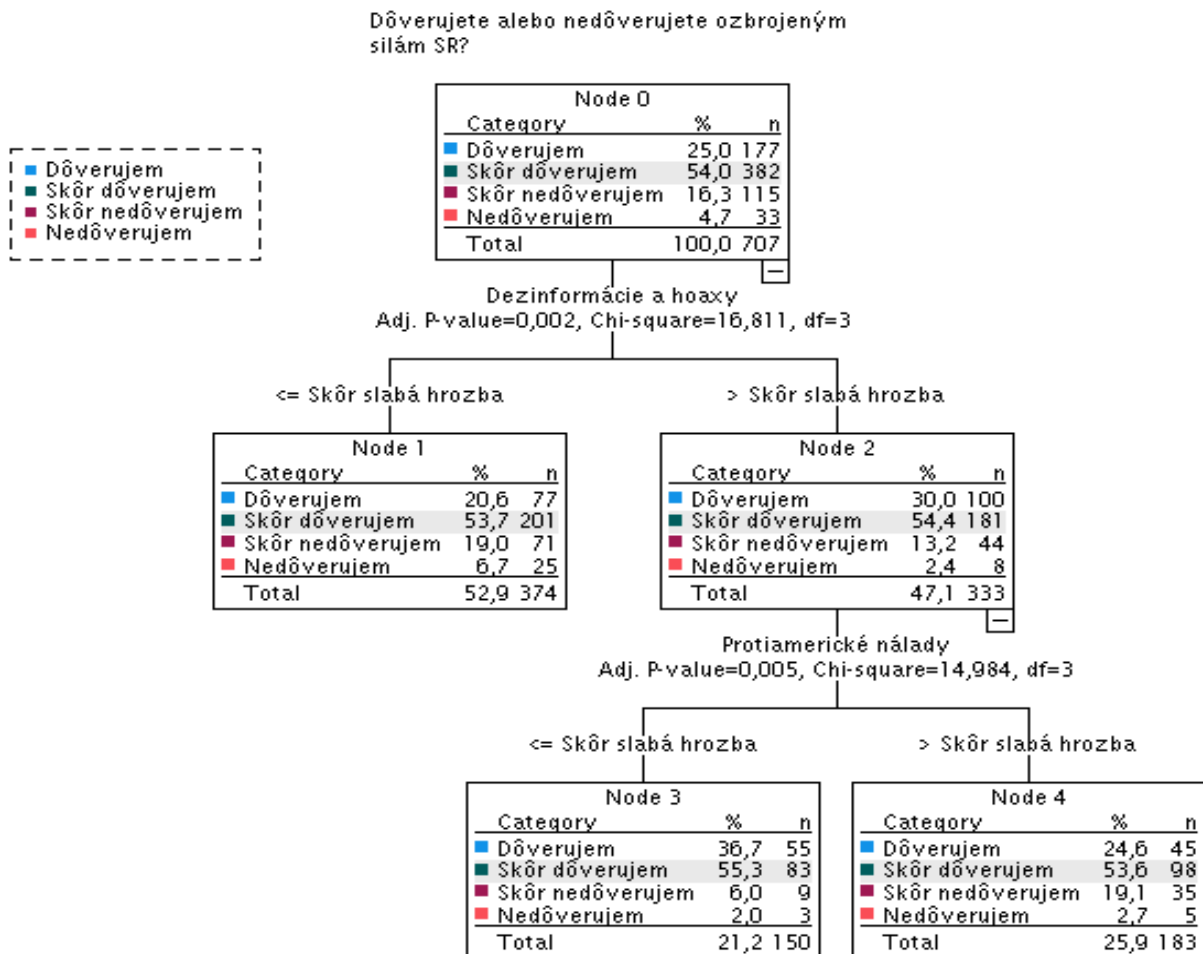 Dôverujete alebo nedôverujete ozbrojeným
silám SR?
Dôverujem
Skôr dôverujem
Skôr nedôverujem
Nedôverujem
Node 0
Category % n
Dôverujem 25,0 177
Skôr dôverujem 54,0 382
Skôr nedôverujem 16,3 115
Nedôverujem 4,7 33
Total 100,0 707
Dezinformácie a hoaxy
Adj. P-value=0,002, Chi-square=16,811, df=3
<= Skôr slabá hrozba
> Skôr slabá hrozba
Node 1
Category % n
Dôverujem 20,6 77
Skôr dôverujem 53,7 201
Skôr nedôverujem 19,0 71
Nedôverujem 6,7 25
Total 52,9 374
Node 2
Category % n
Dôverujem 30,0 100
Skôr dôverujem 54,4 181
Skôr nedôverujem 13,2 44
Nedôverujem 2,4 8
Total 47,1 333
Protiamerické nálady
Adj. P-value=0,005, Chi-square=14,984, df=3
<= Skôr slabá hrozba
> Skôr slabá hrozba
Node 3
Category % n
Dôverujem 36,7 55
Skôr dôverujem 55,3 83
Skôr nedôverujem 6,0 9
Nedôverujem 2,0 3
Total 21,2 150
Node 4
Category % n
Dôverujem 24,6 45
Skôr dôverujem 53,6 98
Skôr nedôverujem 19,1 35
Nedôverujem 2,7 5
Total 25,9 183